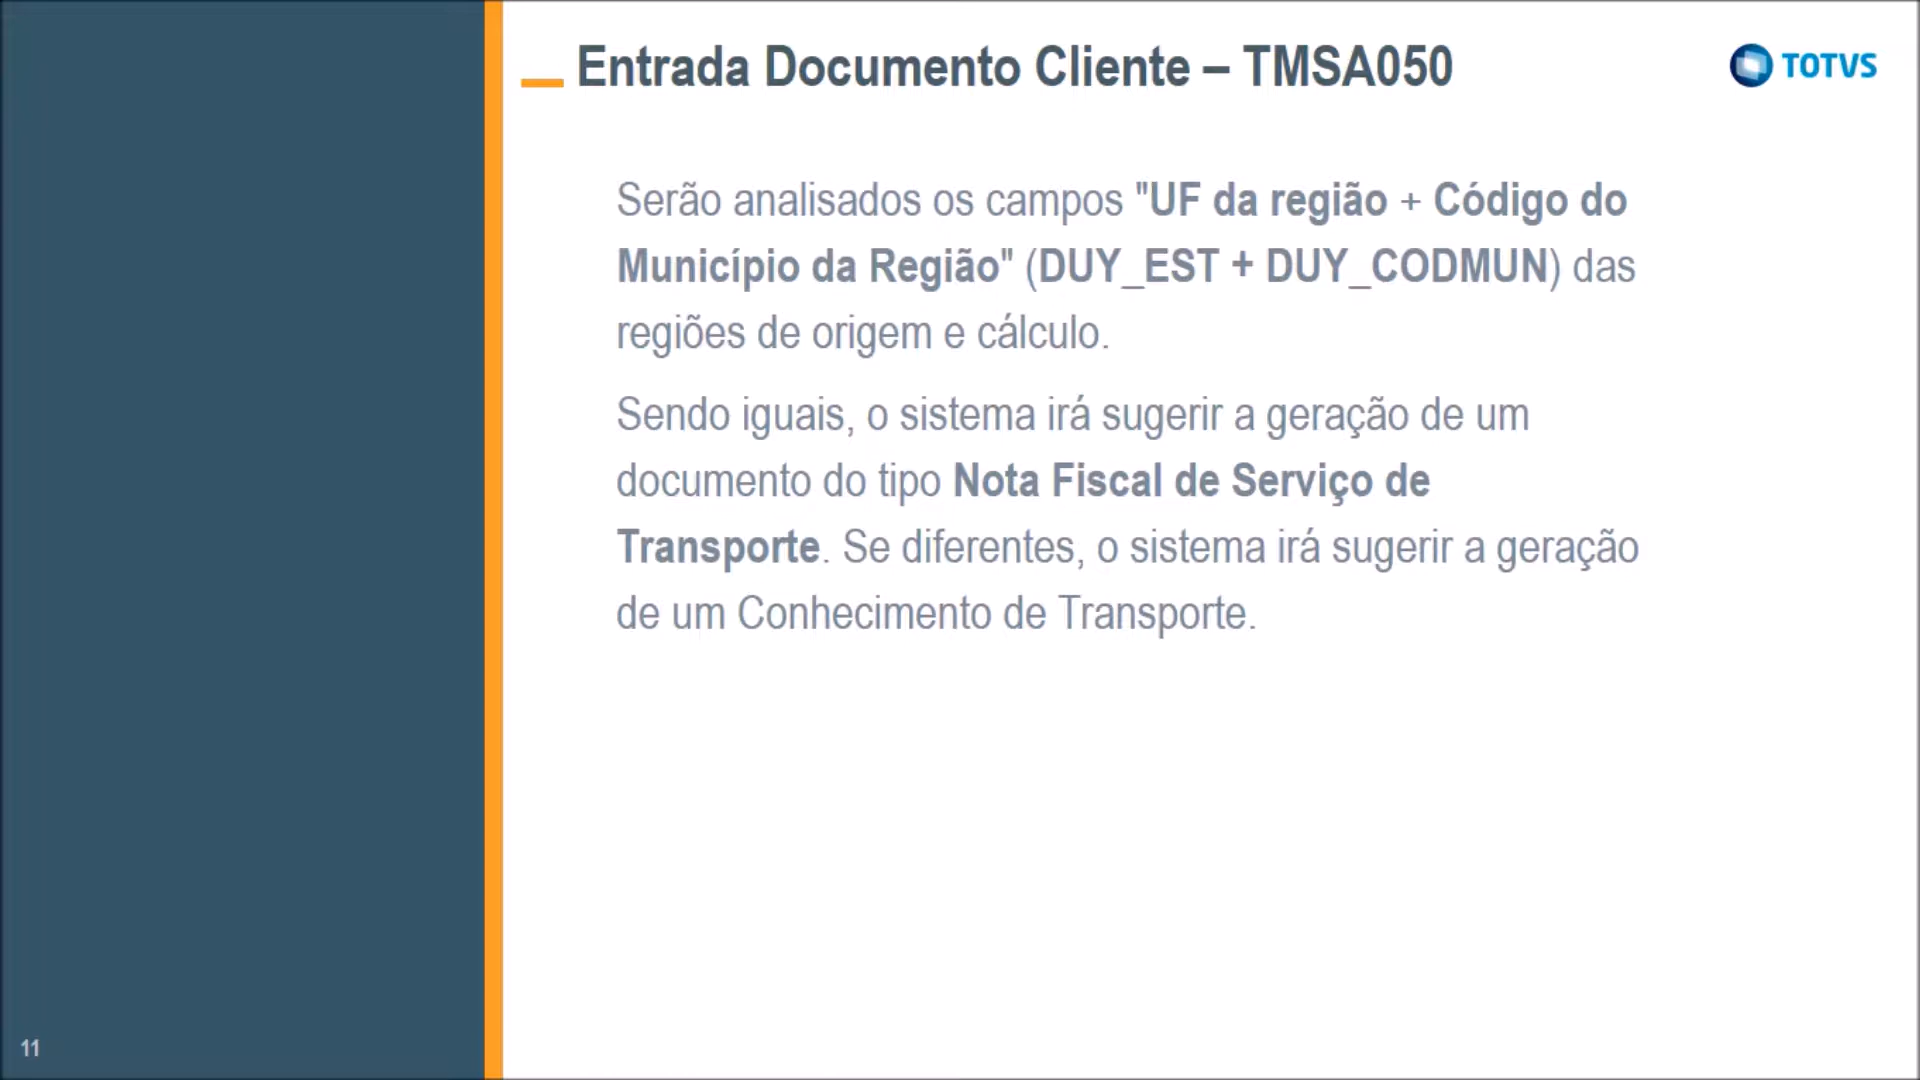 Entrada Documento Cliente – TMSA050
TOTVS
Serão analisados os campos "UF da região + Código do
Município da Região" (DUY_EST + DUY_CODMUN) das
regiões de origem e cálculo.
Sendo iguais, o sistema irá sugerir a geração de um
documento do tipo Nota Fiscal de Serviço de
Transporte. Se diferentes, o sistema irá sugerir a geração
de um Conhecimento de Transporte.
11